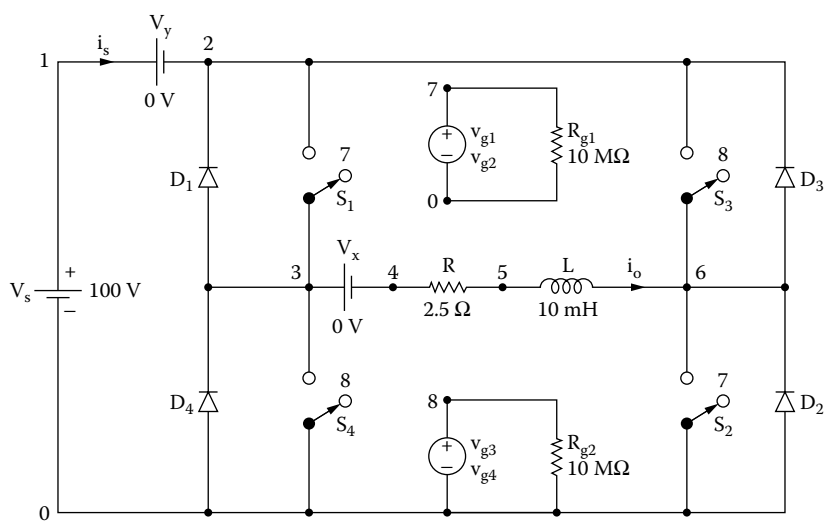 V_y
i_s
1
2
0 V
7
v_g1
v_g2
R_g1
10 MΩ
0
7
S_1
8
S_3
D_1
D_3
V_x
3
4
R
5
L
i_o
6
V_s
+
−
100 V
0 V
2.5 Ω
10 mH
8
S_4
7
S_2
D_4
D_2
8
+
−
v_g3
v_g4
R_g2
10 MΩ
0
+
−